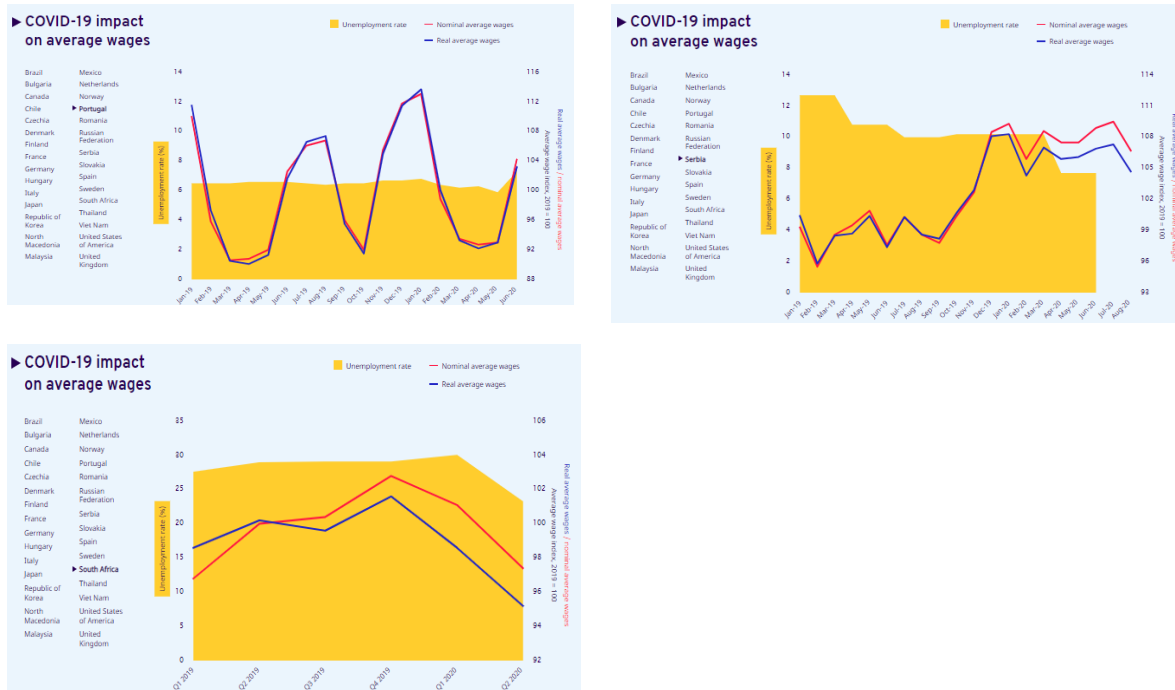 COVID-19 impact
on average wages
Unemployment rate
Nominal average wages
Real average wages
Brazil
Bulgaria
Canada
Chile
Czechia
Denmark
Finland
France
Germany
Hungary
Italy
Japan
Republic of
Korea
North
Macedonia
Malaysia
Mexico
Netherlands
Norway
Portugal
Romania
Russian
Federation
Serbia
Slovakia
Spain
Sweden
South Africa
Thailand
Viet Nam
United States
of America
United
Kingdom
Unemployment rate (%)
14
12
10
8
6
4
2
0
116
112
108
104
100
96
92
88
Real average wages / nominal average wages
Average wage index, 2019 = 100
Jan-19
Feb-19
Mar-19
Apr-19
May-19
Jun-19
Jul-19
Aug-19
Sep-19
Oct-19
Nov-19
Dec-19
Jan-20
Feb-20
Mar-20
Apr-20
May-20
Jun-20
COVID-19 impact
on average wages
Unemployment rate
Nominal average wages
Real average wages
Brazil
Bulgaria
Canada
Chile
Czechia
Denmark
Finland
France
Germany
Hungary
Italy
Japan
Republic of
Korea
North
Macedonia
Malaysia
Mexico
Netherlands
Norway
Portugal
Romania
Russian
Federation
Serbia
Slovakia
Spain
Sweden
South Africa
Thailand
Viet Nam
United States
of America
United
Kingdom
Unemployment rate (%)
14
12
10
8
6
4
2
0
114
111
108
105
102
99
96
93
Average wage index, 2019 = 100
Jan-19
Feb-19
Mar-19
Apr-19
May-19
Jun-19
Jul-19
Aug-19
Sep-19
Oct-19
Nov-19
Dec-19
Jan-20
Feb-20
Mar-20
Apr-20
May-20
Jun-20
Jul-20
Aug-20
COVID-19 impact
on average wages
Unemployment rate
Nominal average wages
Real average wages
Brazil
Bulgaria
Canada
Chile
Czechia
Denmark
Finland
France
Germany
Hungary
Italy
Japan
Republic of
Korea
North
Macedonia
Malaysia
Mexico
Netherlands
Norway
Portugal
Romania
Russian
Federation
Serbia
Slovakia
Spain
Sweden
South Africa
Thailand
Viet Nam
United States
of America
United
Kingdom
Unemployment rate (%)
35
30
25
20
15
10
5
0
106
104
102
100
98
96
94
92
Real average wages / nominal average wages
Average wage index, 2019 = 100
Q1 2019
Q2 2019
Q3 2019
Q4 2019
Q1 2020
Q2 2020